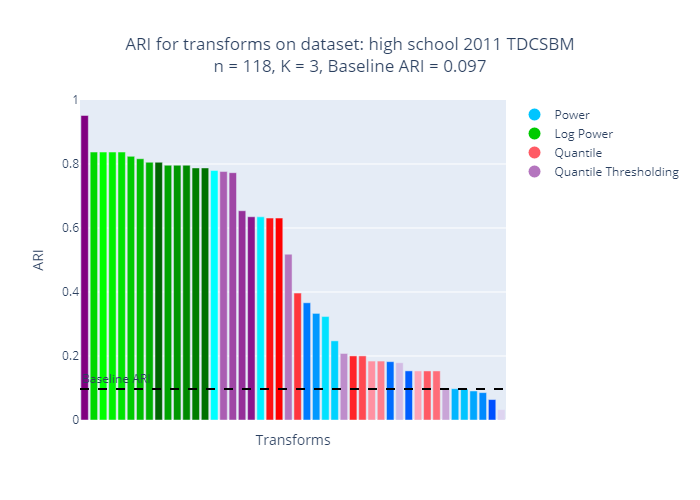 ARI for transforms on dataset: high school 2011 TDCSBM
n = 118, K = 3, Baseline ARI = 0.097
1
0.8
0.6
0.4
0.2
0
ARI
Baseline ARI
Transforms
Power
Log Power
Quantile
Quantile Thresholding